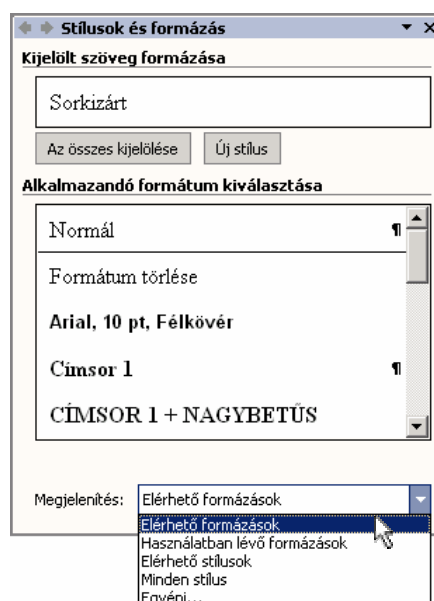 Stílusok és formázás
Kijelölt szöveg formázása
Sorkizárt
Az összes kijelölése Új stílus
Alkalmazandó formátum kiválasztása
Normál ¶
Formátum törlése
Arial, 10 pt, Félkövér
Címsor 1 ¶
CÍMSOR 1 + NAGYBETŰS
Megjelenítés: Elérhető formázások
Elérhető formázások
Használatban lévő formázások
Elérhető stílusok
Minden stílus
Egyéni...